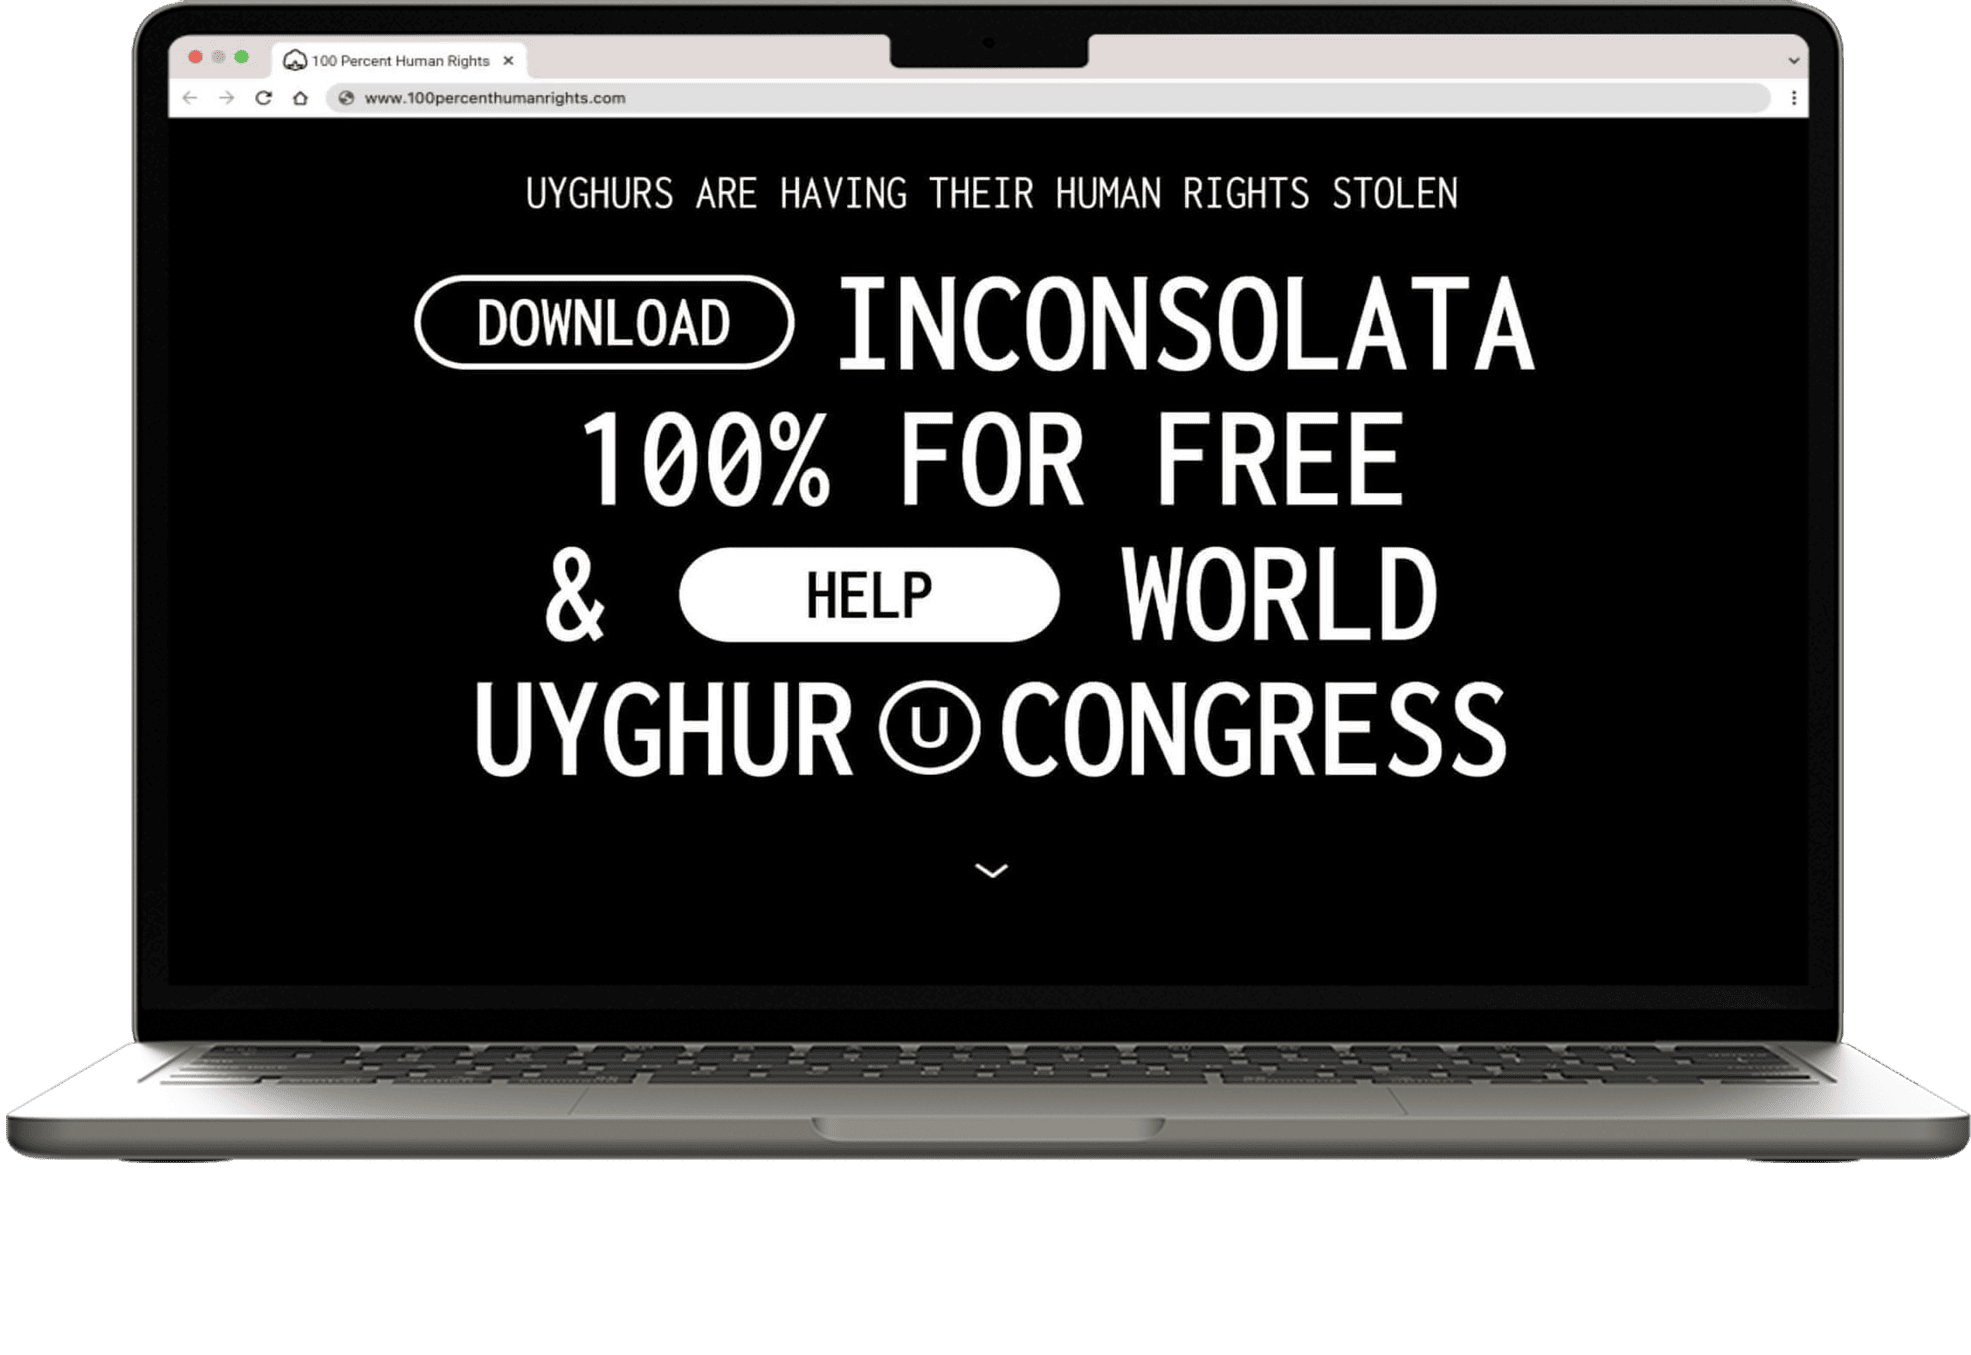 100 Percent Human Rights
www.100percenthumanrights.com
UYGHURS ARE HAVING THEIR HUMAN RIGHTS STOLEN
DOWNLOAD INCONSOLATA
100% FOR FREE
& HELP WORLD
UYGHUR U CONGRESS